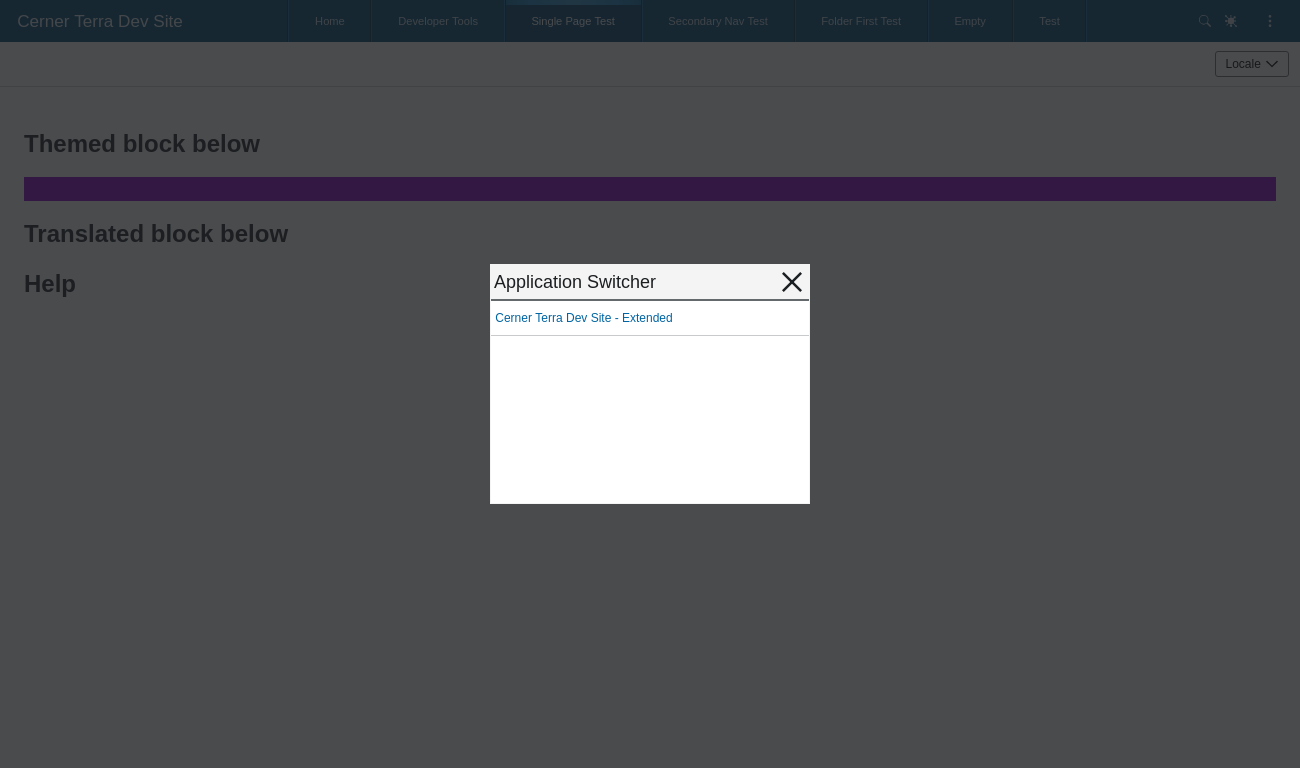 Cerner Terra Dev Site
Home
Developer Tools
Single Page Test
Secondary Nav Test
Folder First Test
Empty
Test
Locale
Themed block below
Translated block below
Help
Application Switcher
Cerner Terra Dev Site - Extended